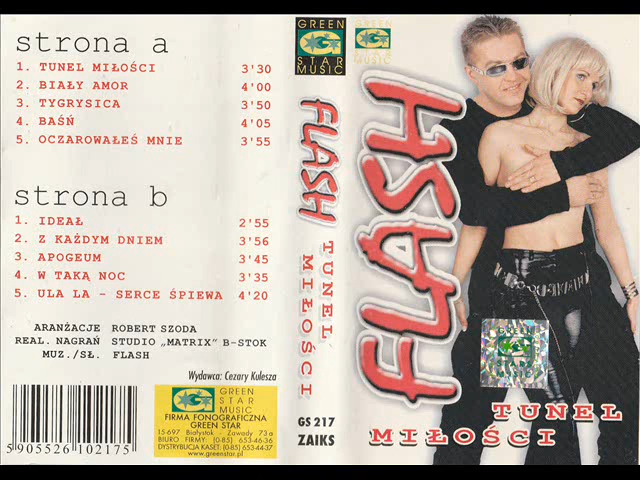 strona a
1. TUNEL MIŁOŚCI 3'30
2. BIAŁY AMOR 4'00
3. TYGRYSICA 3'50
4. BAŚŃ 4'05
5. OCZAROWAŁEŚ MNIE 3'55
strona b
1. IDEAŁ 2'55
2. Z KAŻDYM DNIEM 3'56
3. APOGEUM 3'45
4. W TAKĄ NOC 3'35
5. ULA LA – SERCE ŚPIEWA 4'20
ARANŻACJE ROBERT SZODA
REAL. NAGRAŃ STUDIO „MATRIX" B-STOK
MUZ./SŁ. FLASH
Wydawca: Cezary Kulesza
GREEN
STAR
MUSIC
FIRMA FONOGRAFICZNA
GREEN STAR
15-697 Białystok - Zawady 73a
BIURO FIRMY: (0-85) 653-46-36
DYSTRYBUCJA KASET: (0-85) 653-44-37
www.greenstar.pl
5905526 102175
GREEN
G
STAR
MUSIC
FLASH
TUNEL
MIŁOŚCI
GS 217
ZAIKS
GREEN
G
STAR
MUSIC
FLASH
GREEN
STAR
MUSIC
TUNEL
MIŁOŚCI